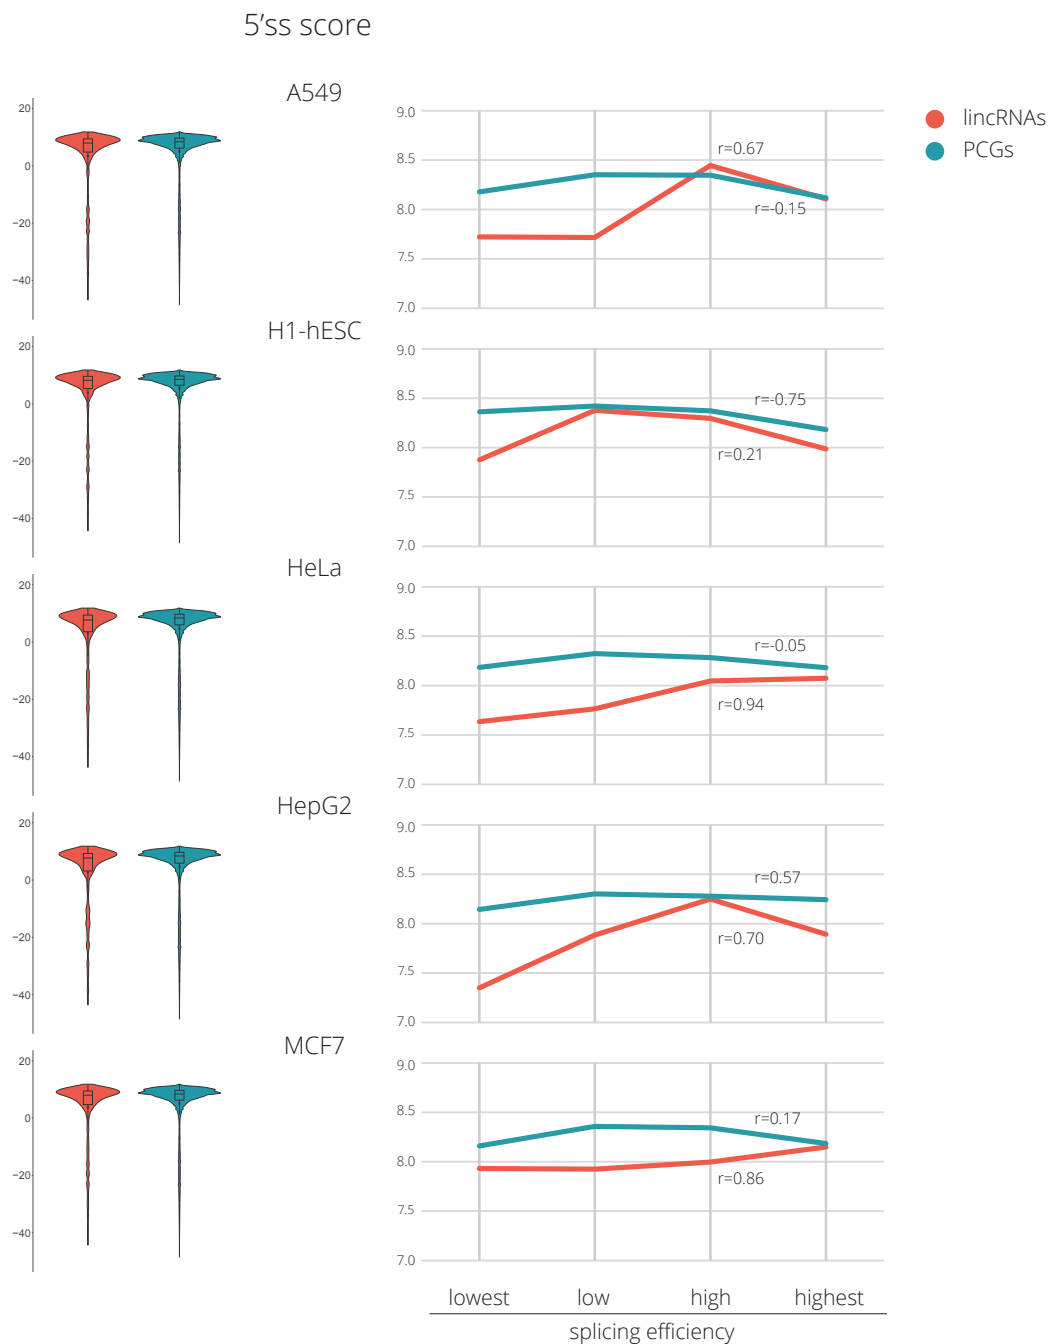 5’ss score
A549
20
0
−20
−40
9.0
8.5
8.0
7.5
7.0
r=0.67
r=-0.15
lincRNAs
PCGs
H1-hESC
20
0
−20
−40
9.0
8.5
8.0
7.5
7.0
r=-0.75
r=0.21
HeLa
20
0
−20
−40
9.0
8.5
8.0
7.5
7.0
r=-0.05
r=0.94
HepG2
20
0
−20
−40
9.0
8.5
8.0
7.5
7.0
r=0.57
r=0.70
MCF7
20
0
−20
−40
9.0
8.5
8.0
7.5
7.0
r=0.17
r=0.86
lowest low high highest
splicing efficiency